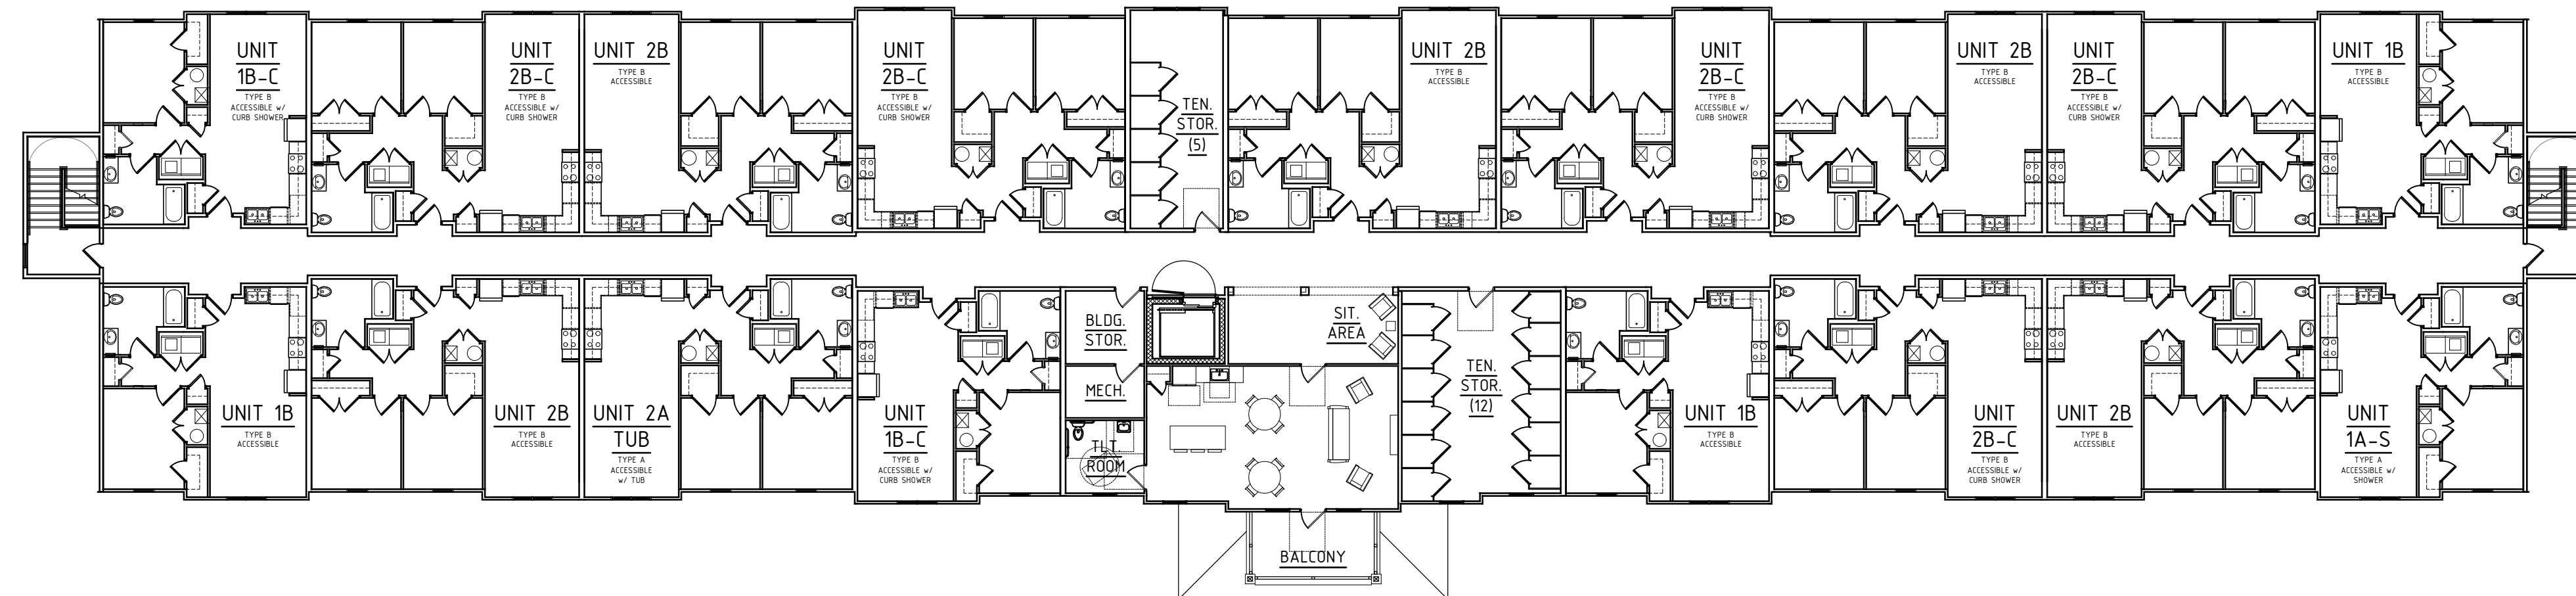 UNIT
1B-C
TYPE B
ACCESSIBLE w/
CURB SHOWER
UNIT
2B-C
TYPE B
ACCESSIBLE w/
CURB SHOWER
UNIT 2B
TYPE B
ACCESSIBLE
UNIT
2B-C
TYPE B
ACCESSIBLE w/
CURB SHOWER
TEN.
STOR.
(5)
UNIT 2B
TYPE B
ACCESSIBLE
UNIT
2B-C
TYPE B
ACCESSIBLE w/
CURB SHOWER
UNIT 2B
TYPE B
ACCESSIBLE
UNIT
2B-C
TYPE B
ACCESSIBLE w/
CURB SHOWER
UNIT 1B
TYPE B
ACCESSIBLE
UNIT 1B
TYPE B
ACCESSIBLE
UNIT 2B
TYPE B
ACCESSIBLE
UNIT 2A
TUB
TYPE A
ACCESSIBLE
w/ TUB
UNIT
1B-C
TYPE B
ACCESSIBLE w/
CURB SHOWER
BLDG.
STOR.
MECH.
TLT
ROOM
SIT.
AREA
BALCONY
TEN.
STOR.
(12)
UNIT 1B
TYPE B
ACCESSIBLE
UNIT
2B-C
TYPE B
ACCESSIBLE w/
CURB SHOWER
UNIT 2B
TYPE B
ACCESSIBLE
UNIT
1A-S
TYPE A
ACCESSIBLE w/
SHOWER